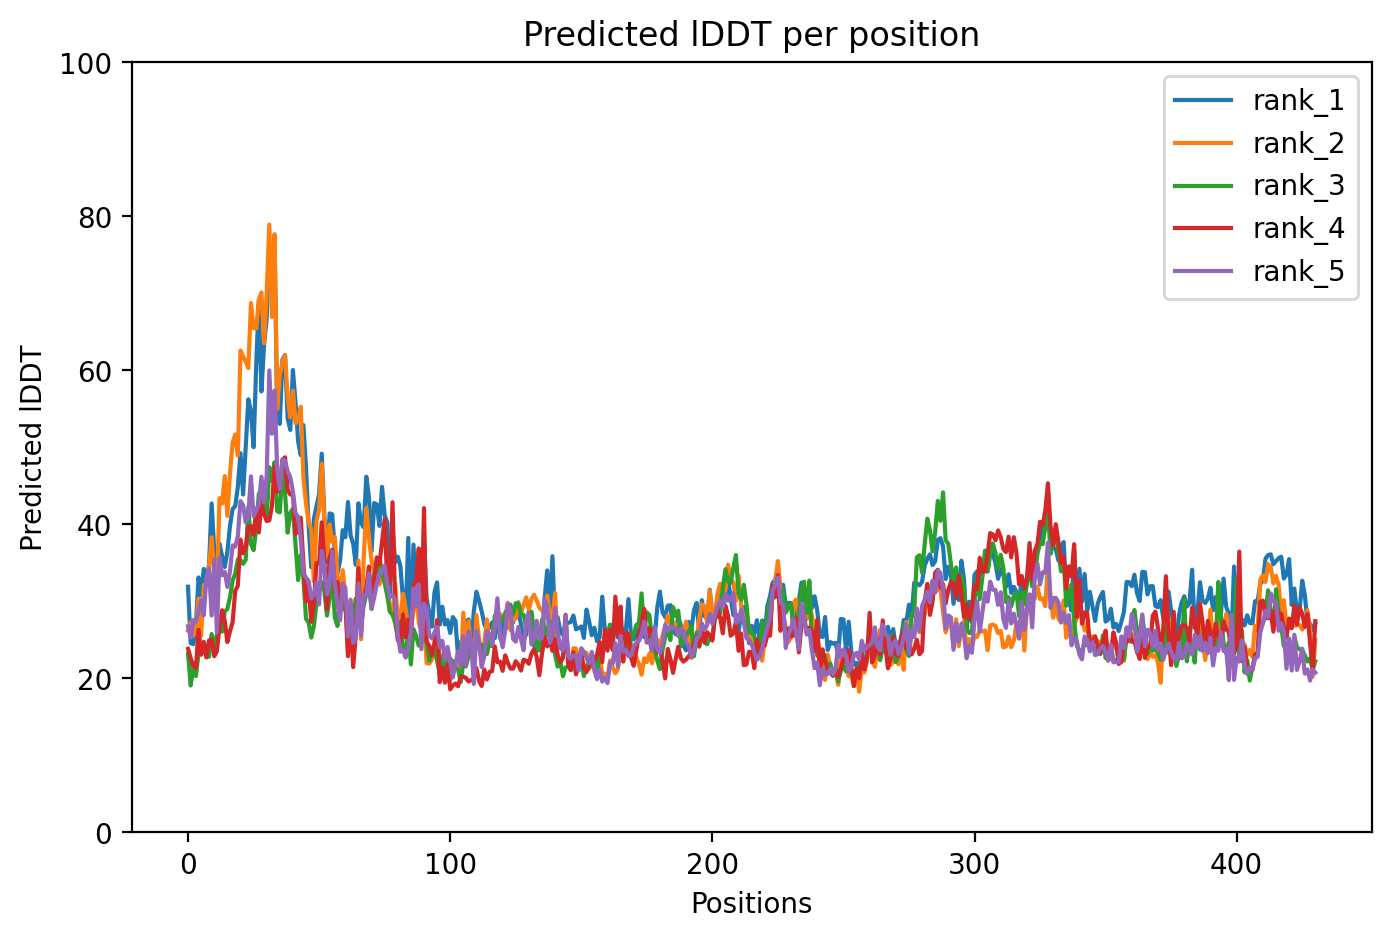 Predicted lDDT per position
100
80
60
40
20
0
Predicted lDDT
0 100 200 300 400
Positions
rank_1
rank_2
rank_3
rank_4
rank_5